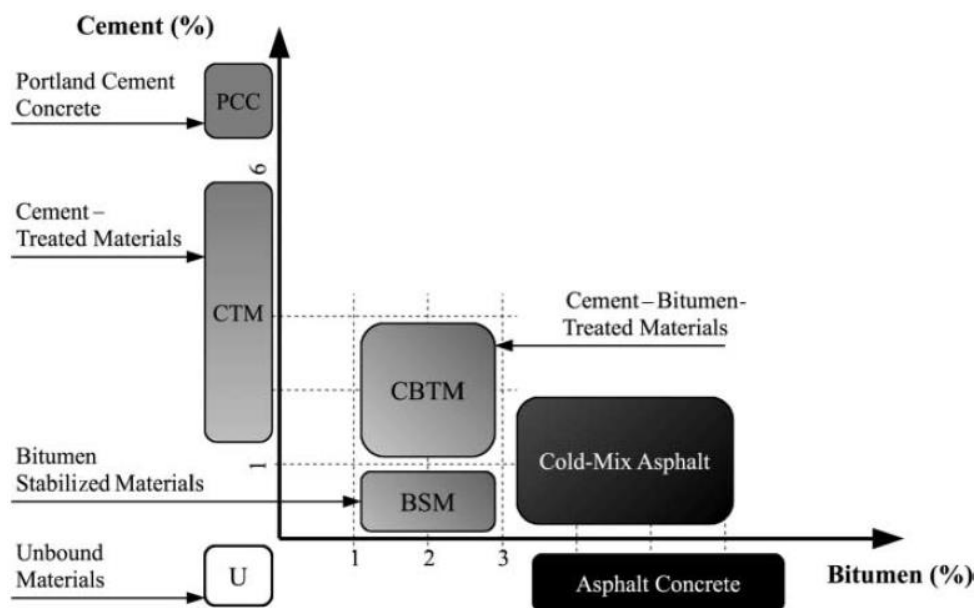 Cement (%)
Portland Cement
Concrete
PCC
6
Cement–
Treated Materials
CTM
Cement–Bitumen-
Treated Materials
CBTM
Cold-Mix Asphalt
1
Bitumen
Stabilized Materials
BSM
1
2
3
Unbound
Materials
U
Asphalt Concrete
Bitumen (%)